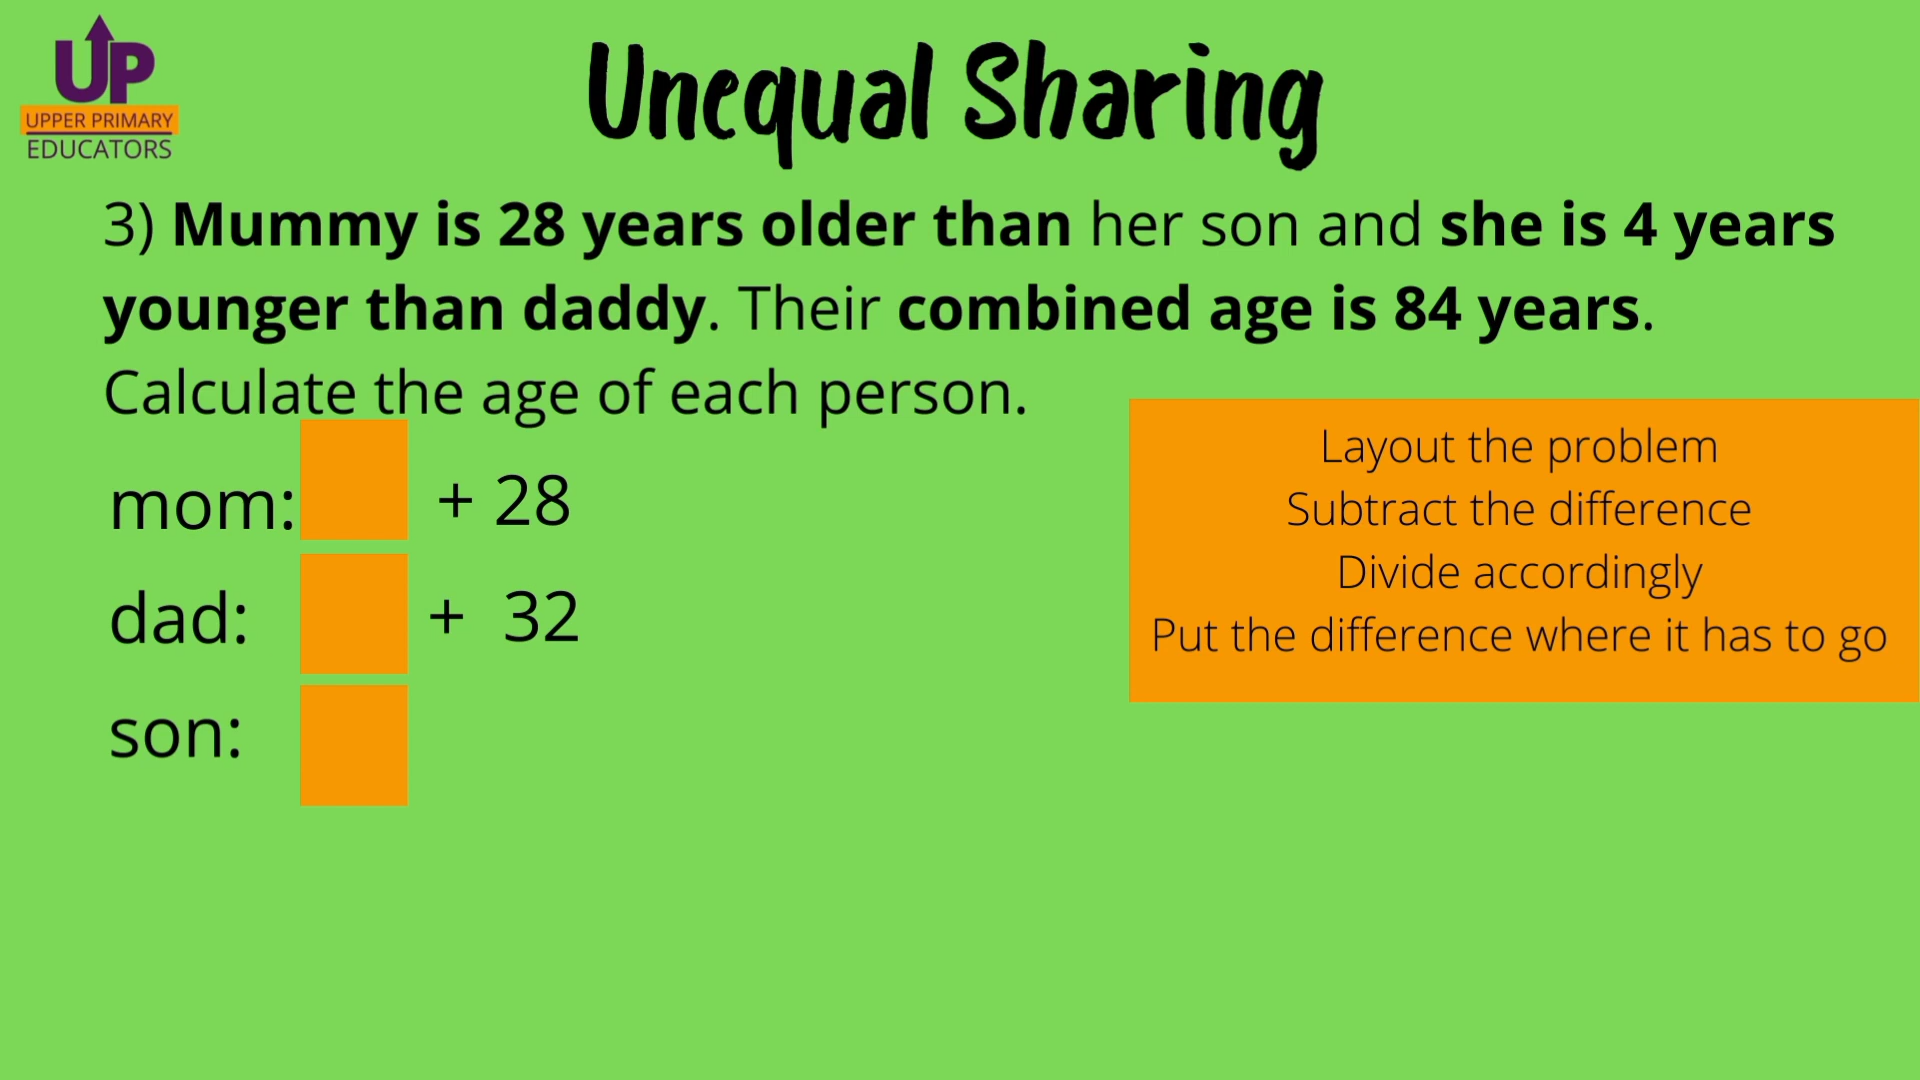 UP
UPPER PRIMARY
EDUCATORS
Unequal Sharing
3) Mummy is 28 years older than her son and she is 4 years
younger than daddy. Their combined age is 84 years.
Calculate the age of each person.
mom: + 28
dad: + 32
son:
Layout the problem
Subtract the difference
Divide accordingly
Put the difference where it has to go